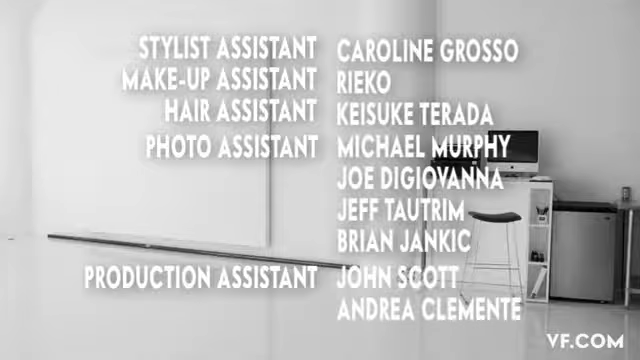 STYLIST ASSISTANT CAROLINE GROSSO
MAKE-UP ASSISTANT RIEKO
HAIR ASSISTANT KEISUKE TERADA
PHOTO ASSISTANT MICHAEL MURPHY
JOE DIGIOVANNA
JEFF TAUTRIM
BRIAN JANKIC
PRODUCTION ASSISTANT JOHN SCOTT
ANDREA CLEMENTE
VF.COM